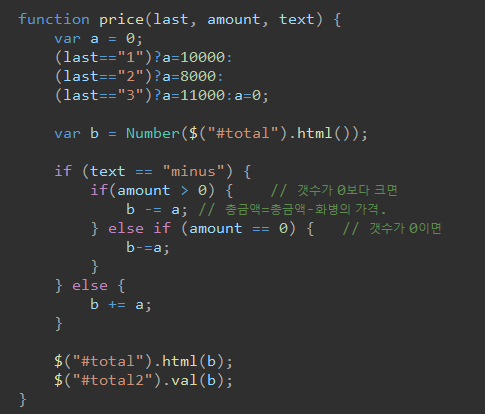 function price(last, amount, text) {
    var a = 0;
    (last=="1")?a=10000:
    (last=="2")?a=8000:
    (last=="3")?a=11000:a=0;

    var b = Number($("#total").html());

    if (text == "minus") {
        if(amount > 0) {    // 갯수가 0보다 크면
            b -= a; // 총금액=총금액-화병의 가격.
        } else if (amount == 0) {   // 갯수가 0이면
            b-=a;
        }
    } else {
        b += a;
    }

    $("#total").html(b);
    $("#total2").val(b);
}